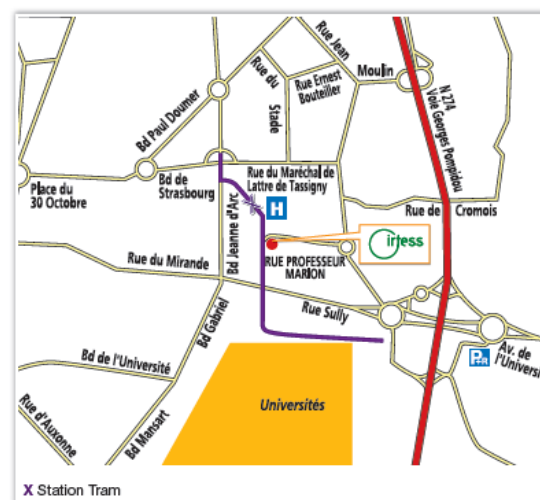 Rue Jean
Moulin
Rue du
Stade
Rue Ernest
Bouteiller
N 274
Voie Georges Pompidou
Bd Paul Doumer
Place du
30 Octobre
Bd de
Strasbourg
Rue du Maréchal de
Lattre de Tassigny
H
Bd Jeanne d'Arc
Rue de Cromois
irtess
RUE PROFESSEUR
MARION
Rue du Mirande
Rue Sully
Bd Gabriel
Bd de l'Université
P+R
Av. de
l'Universi
Rue d'Auxonne
Bd Mansart
Universités
X Station Tram